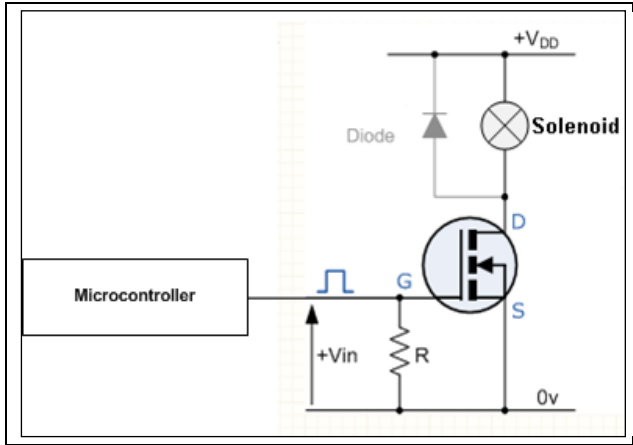 +VDD
Diode
Solenoid
D
Microcontroller
G
S
+Vin
R
0v